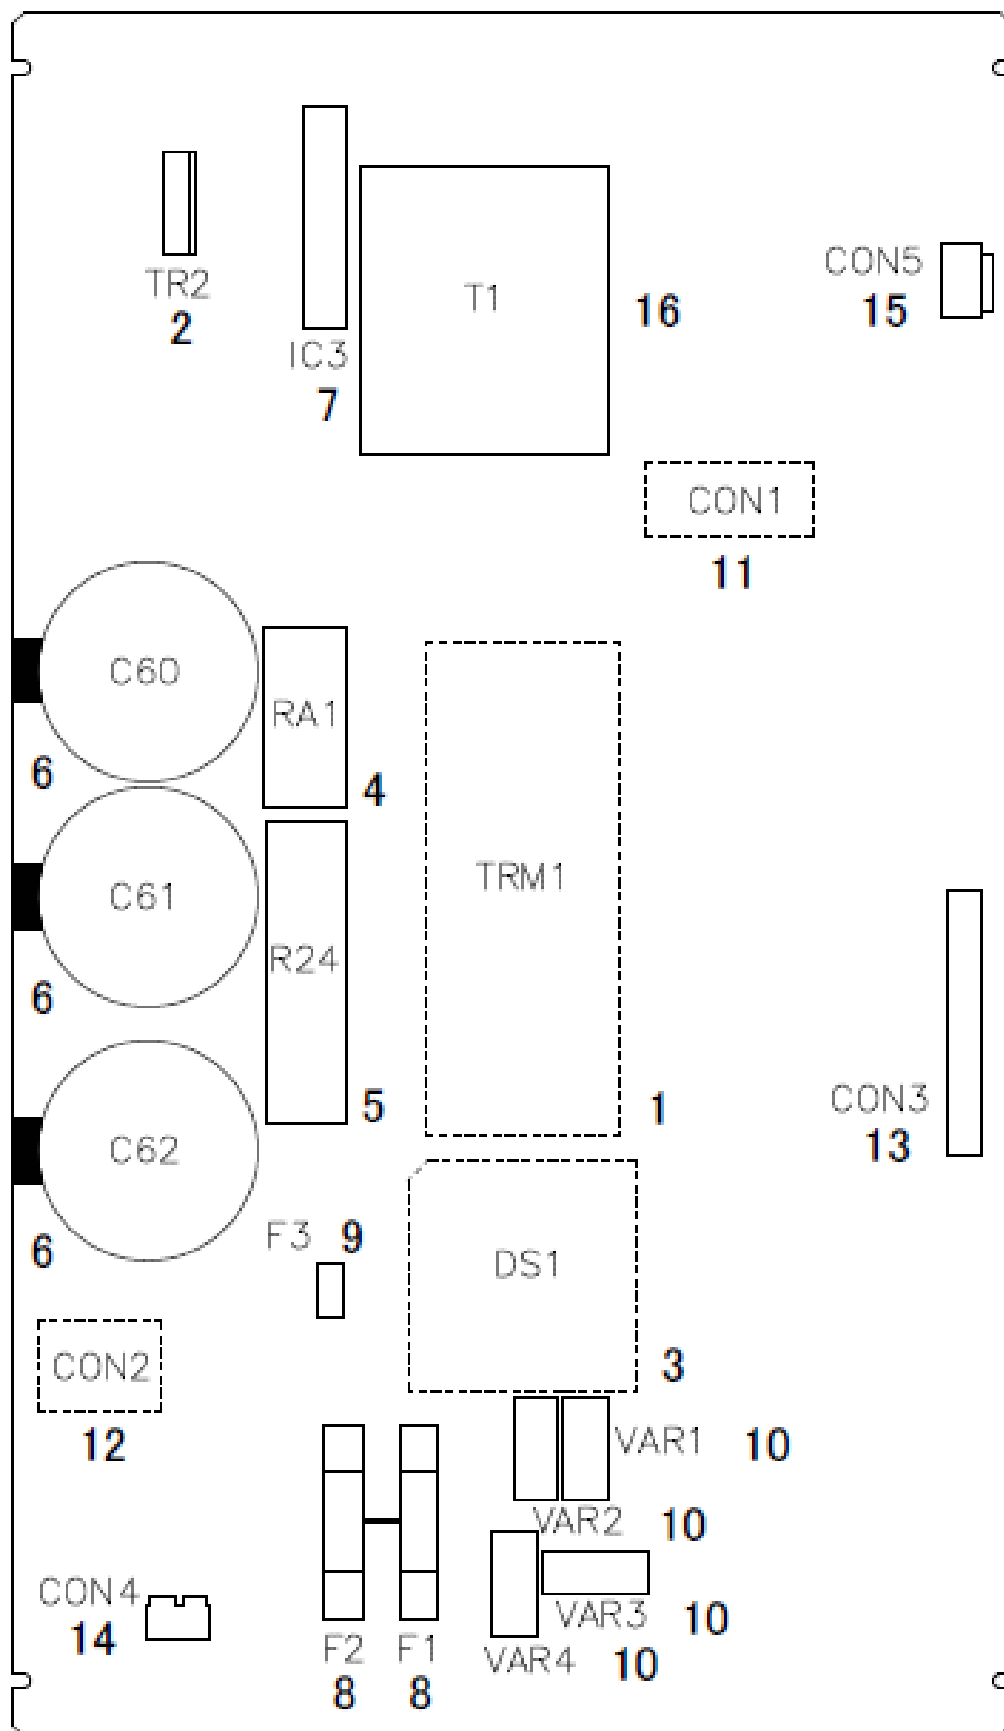 TR2
2
IC3
7
T1
16
CON5
15
CON1
11
C60
6
RA1
4
C61
6
R24
5
TRM1
1
CON3
13
C62
6
F3 9
DS1
3
CON2
12
VAR1 10
VAR2 10
VAR3 10
VAR4 10
CON4
14
F2
8
F1
8